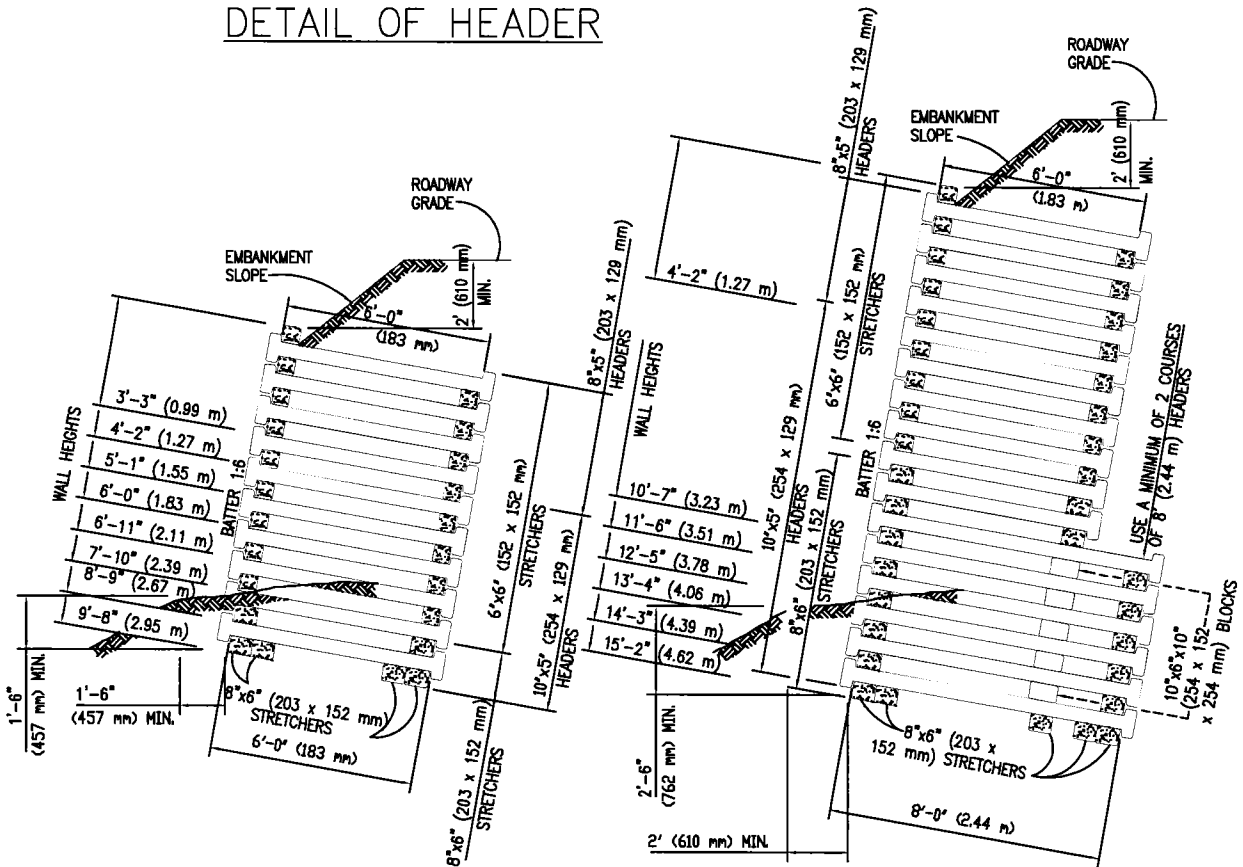 DETAIL OF HEADER
ROADWAY
GRADE
EMBANKMENT
SLOPE
6'-0"
(183 mm)
2' (610 mm)
MIN.
WALL HEIGHTS
3'-3" (0.99 m)
4'-2" (1.27 m)
5'-1" (1.55 m)
6'-0" (1.83 m)
6'-11" (2.11 m)
7'-10" (2.39 m)
8'-9" (2.67 m)
9'-8" (2.95 m)
BATTER 1:6
1'-6"
(457 mm) MIN.
1'-6"
(457 mm) MIN.
8"x6" (203 x 152 mm)
STRETCHERS
6'-0" (183 mm)
6"x6" (152 x 152 mm)
STRETCHERS
8"x5" (203 x 129 mm)
HEADERS
10"x5" (254 x 129 mm)
HEADERS
8"x6" (203 x 152 mm)
STRETCHERS
ROADWAY
GRADE
EMBANKMENT
SLOPE
6'-0"
(1.83 m)
2' (610 mm)
MIN.
8"x5" (203 x 129 mm)
HEADERS
4'-2" (1.27 m)
6"x6" (152 x 152 mm)
STRETCHERS
WALL HEIGHTS
10'-7" (3.23 m)
11'-6" (3.51 m)
12'-5" (3.78 m)
13'-4" (4.06 m)
14'-3" (4.39 m)
15'-2" (4.62 m)
10"x5" (254 x 129 mm)
HEADERS
8"x6" (203 x 152 mm)
STRETCHERS
BATTER 1:6
USE A MINIMUM OF 2 COURSES
OF 8' (2.44 m) HEADERS
10"x6"x10"
(254 x 152
x 254 mm) BLOCKS
2'-6"
(762 mm) MIN.
2' (610 mm) MIN.
8"x6" (203 x
152 mm) STRETCHERS
8'-0" (2.44 m)